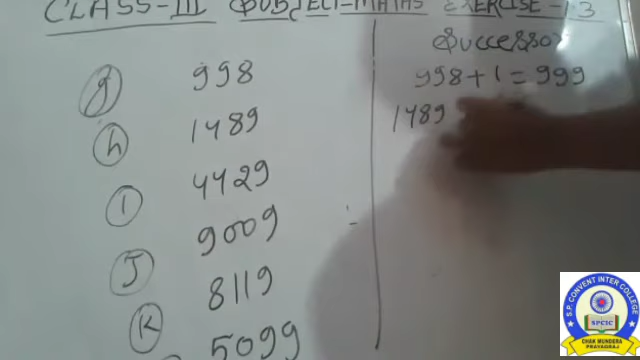 CLASS-III SUBJECT-MATHS EXERCISE-1.3
Successor
g 998
998+1=999
h 1489
1489
i 4429
J 9009
K 8119
5099
S.P. CONVENT INTER COLLEGE
SPCIC
CHAK MUNDERA
PRAYAGRAJ